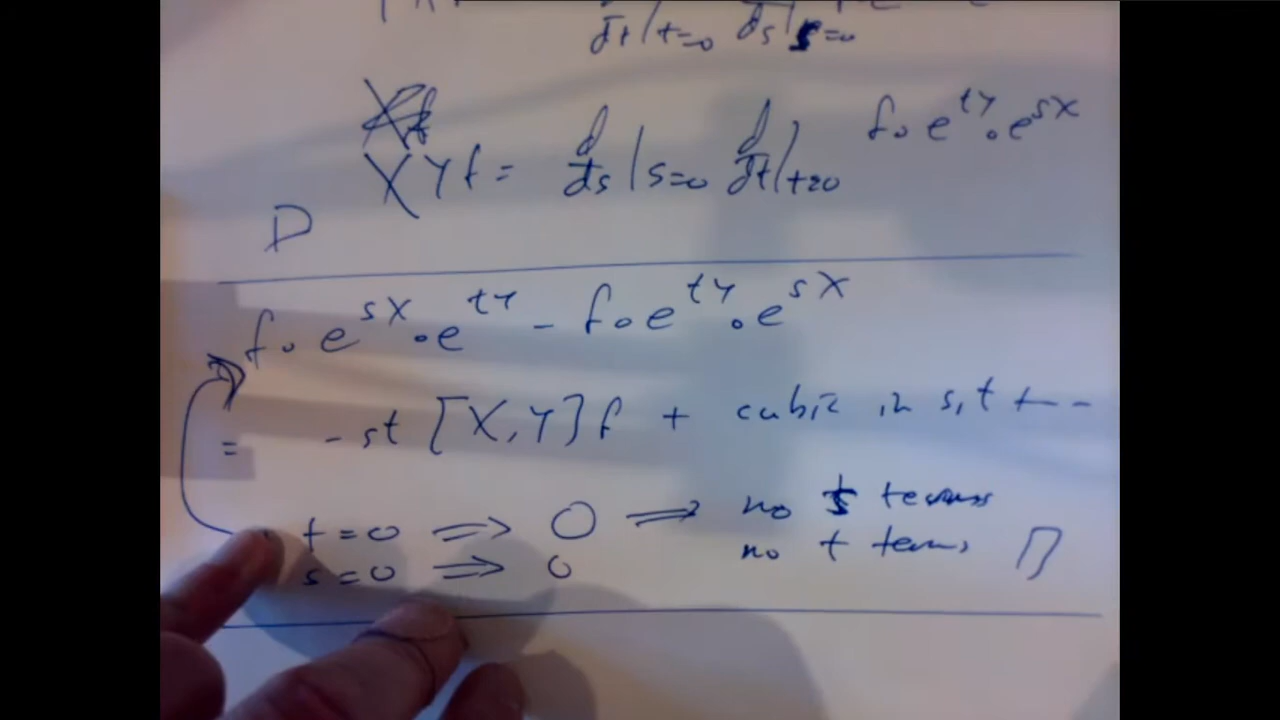 d/dt|t=0 d/ds|s=0
XYf = d/ds|s=0 d/dt|t=0 f∘e^{tY}∘e^{sX}
D
f∘e^{sX}∘e^{tY} - f∘e^{tY}∘e^{sX}
= -st [X,Y]f + cubic in s,t + --
t=0 ⟹ 0 ⟹ no s terms
s=0 ⟹ 0 no t terms □